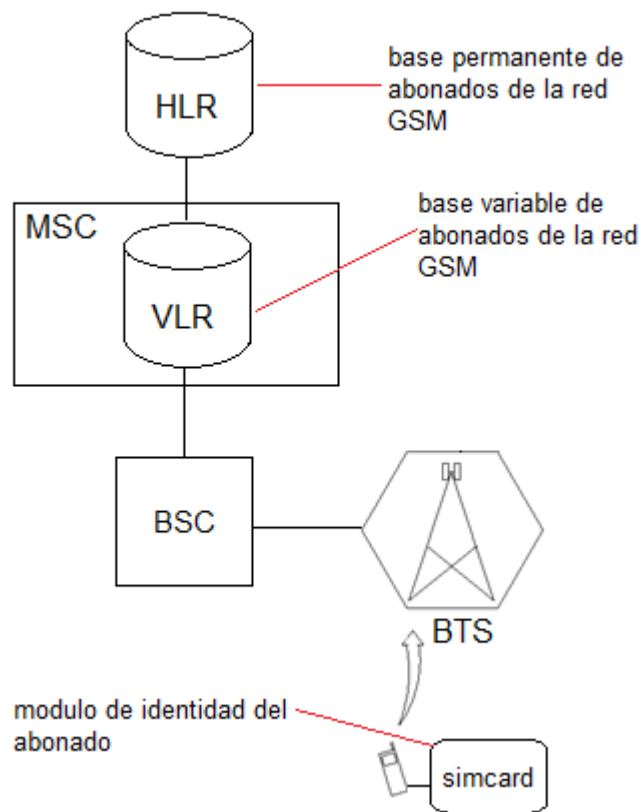 HLR
base permanente de
abonados de la red
GSM
MSC
VLR
base variable de
abonados de la red
GSM
BSC
BTS
modulo de identidad del
abonado
simcard